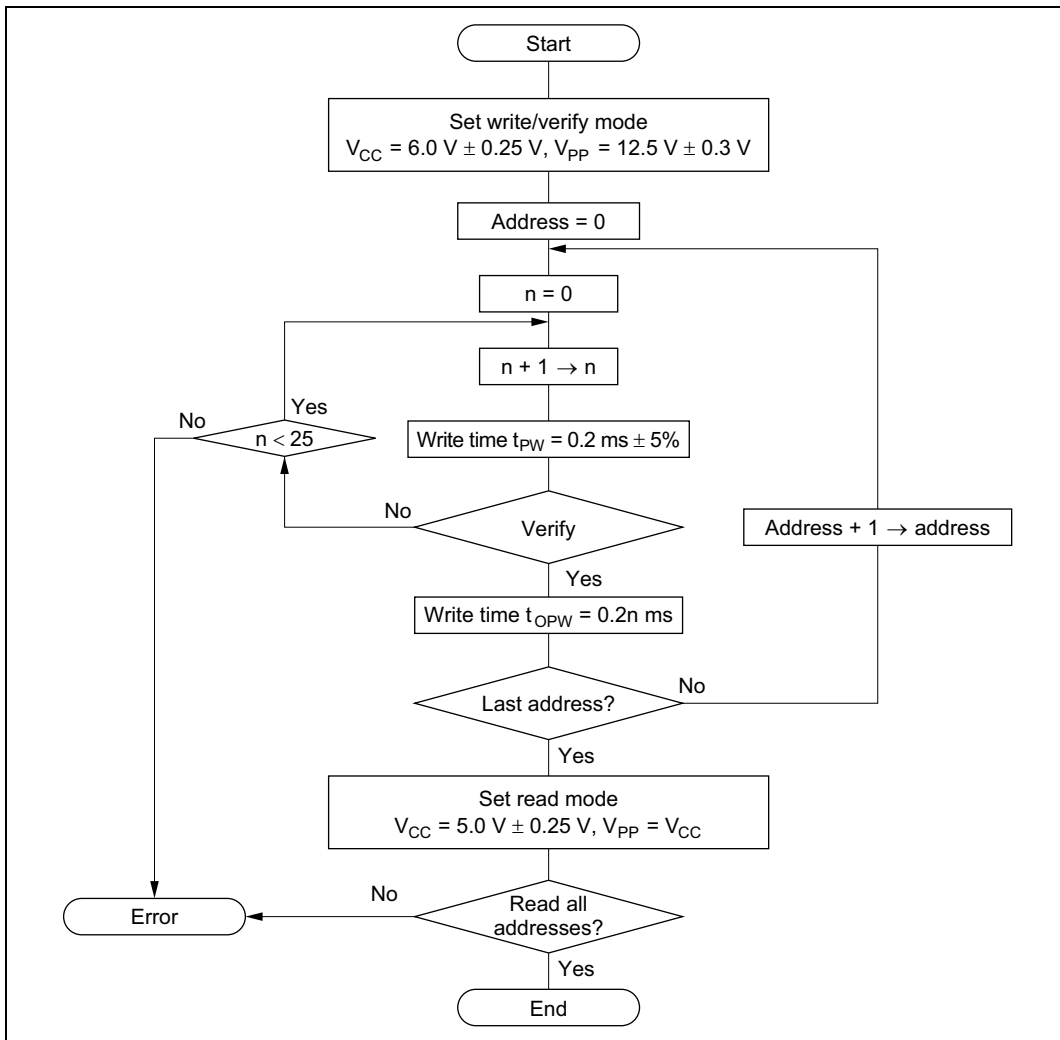 Start
Set write/verify mode
VCC = 6.0 V ± 0.25 V, VPP = 12.5 V ± 0.3 V
Address = 0
n = 0
n + 1 → n
No
Yes
n < 25
Write time tPW = 0.2 ms ± 5%
No
Verify
Address + 1 → address
Yes
Write time tOPW = 0.2n ms
Last address?
No
Yes
Set read mode
VCC = 5.0 V ± 0.25 V, VPP = VCC
No
Error
Read all
addresses?
Yes
End